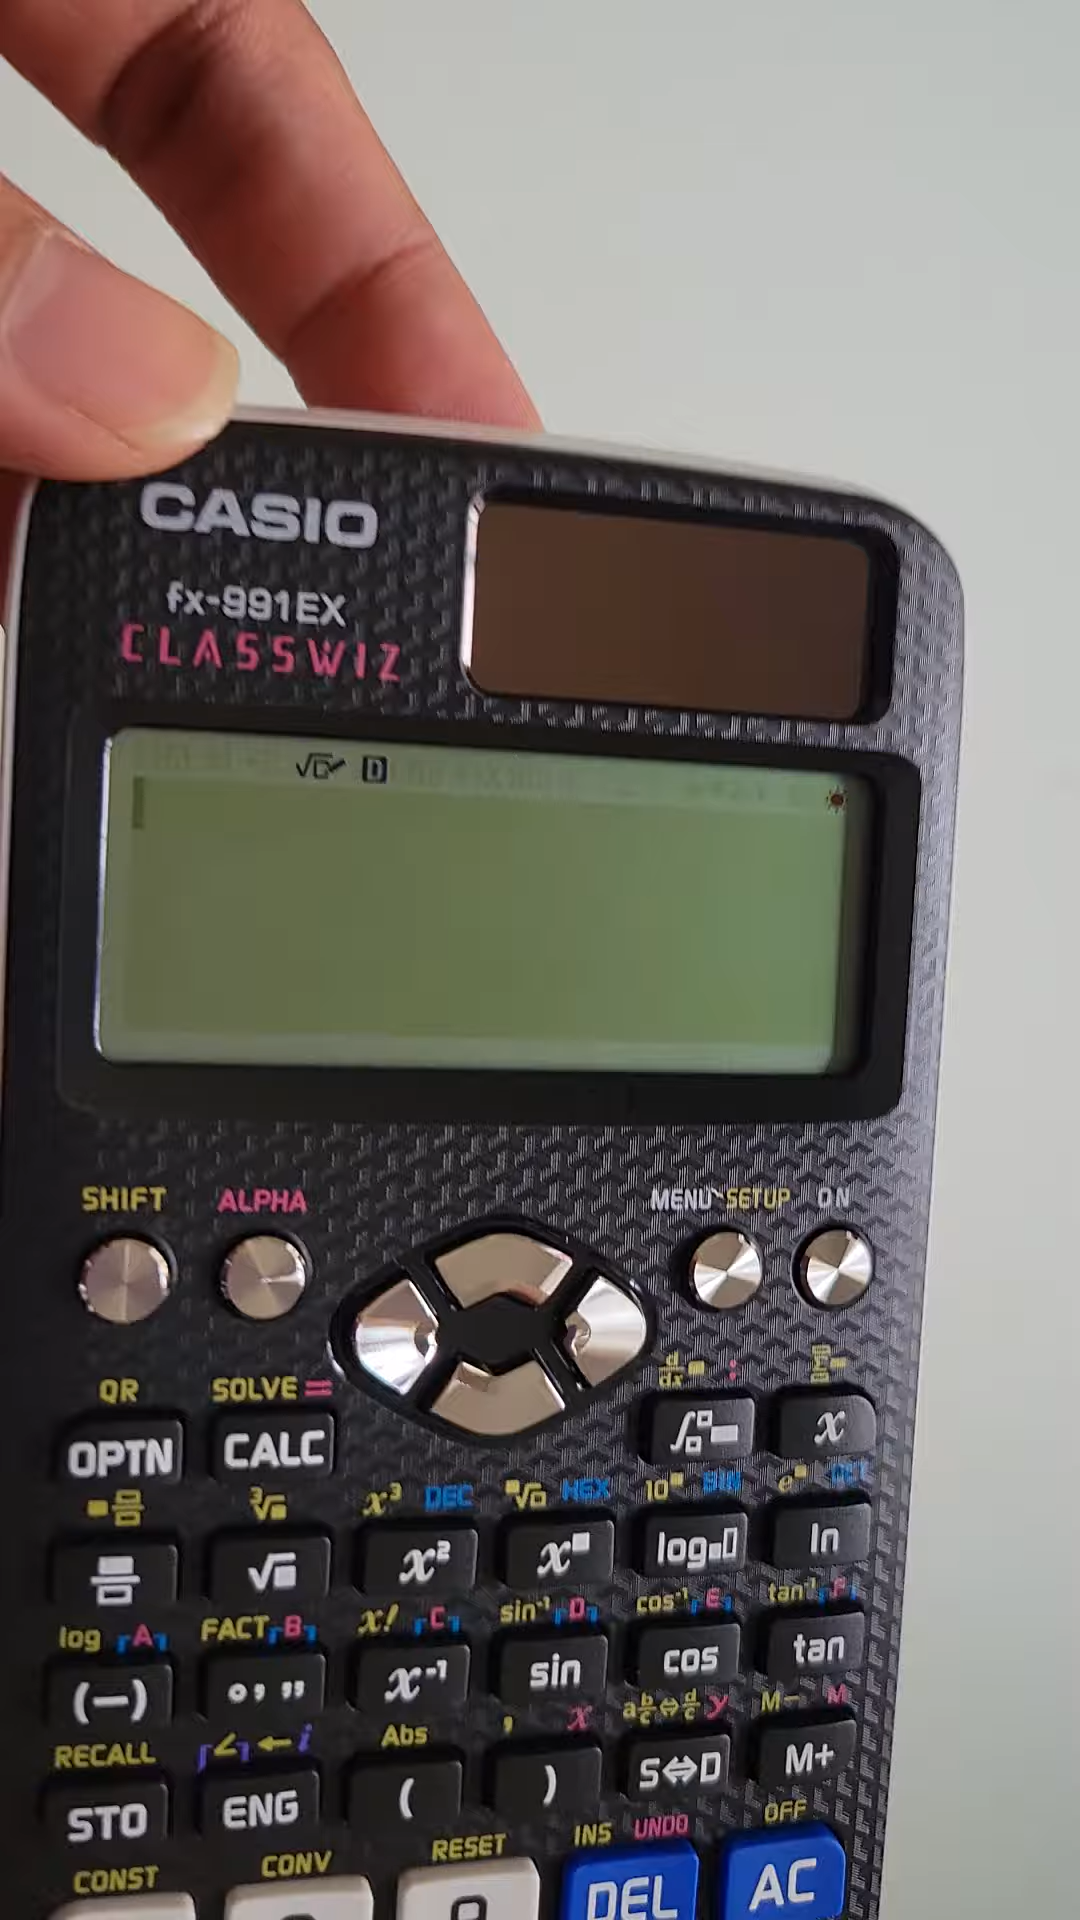 CASIO
fx-991EX
CLASSWIZ
√□✓ D
SHIFT ALPHA MENU SETUP ON
d/dx■ : Σ■
QR SOLVE =
OPTN CALC ∫■ x
■ ³√■ x³ DEC ■√□ HEX 10■ BIN e■ OCT
√■ x² x■ log■□ ln
log A FACT B x! C sin⁻¹ D cos⁻¹ E tan⁻¹ F
(−) ° ’ ” x⁻¹ sin cos tan
RECALL ∠ ← i Abs , x a b/c⇔d/c y M− M
STO ENG ( ) S⇔D M+
CONST CONV RESET INS UNDO OFF
DEL AC